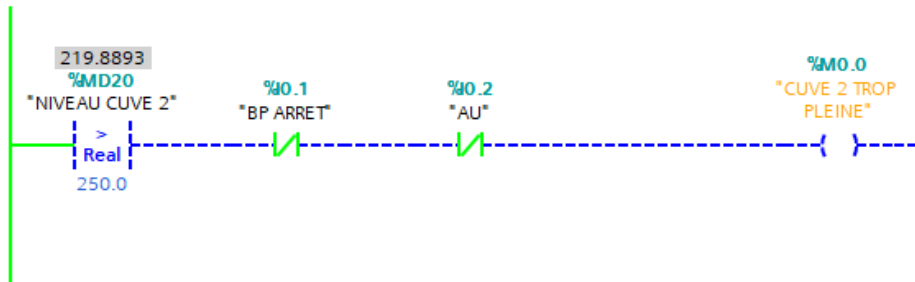 219.8893
%MD20
"NIVEAU CUVE 2"
>
Real
250.0
%I0.1
"BP ARRET"
%I0.2
"AU"
%M0.0
"CUVE 2 TROP
PLEINE"